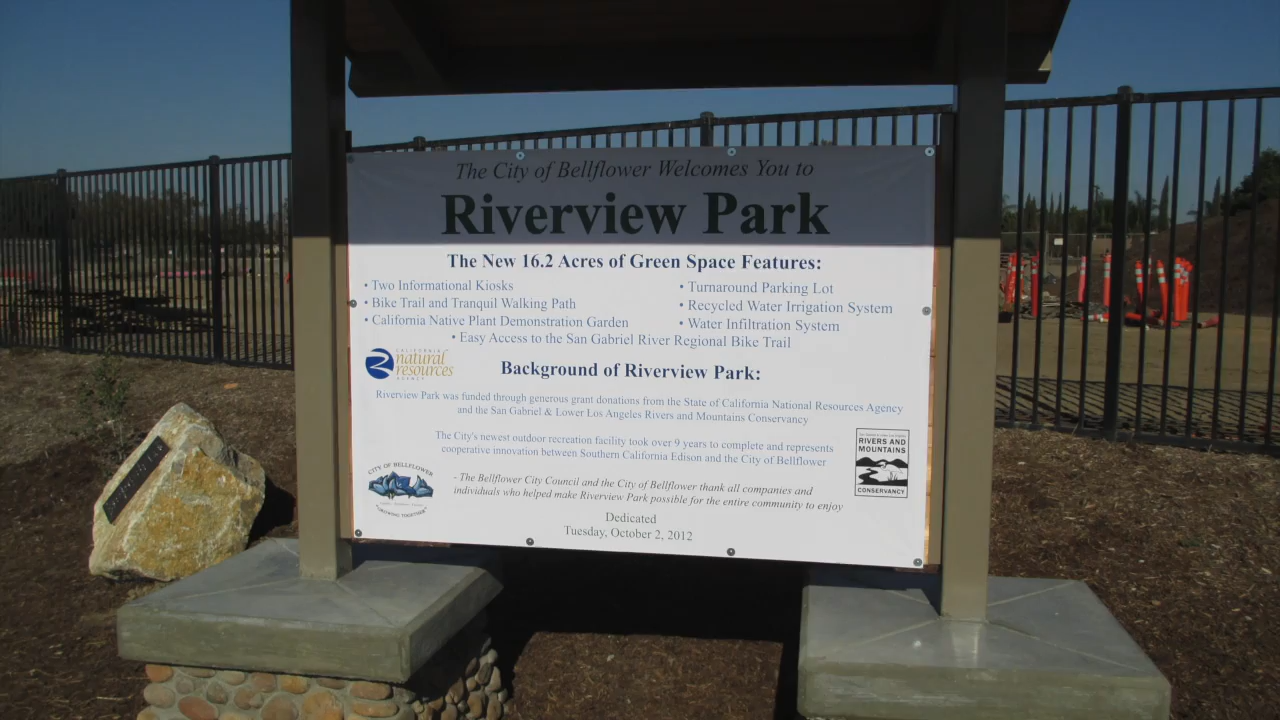 The City of Bellflower Welcomes You to
Riverview Park
The New 16.2 Acres of Green Space Features:
• Two Informational Kiosks
• Bike Trail and Tranquil Walking Path
• California Native Plant Demonstration Garden
• Turnaround Parking Lot
• Recycled Water Irrigation System
• Water Infiltration System
• Easy Access to the San Gabriel River Regional Bike Trail
CALIFORNIA
natural
resources
AGENCY
Background of Riverview Park:
Riverview Park was funded through generous grant donations from the State of California National Resources Agency
and the San Gabriel & Lower Los Angeles Rivers and Mountains Conservancy
The City's newest outdoor recreation facility took over 9 years to complete and represents
cooperative innovation between Southern California Edison and the City of Bellflower
RIVERS AND
MOUNTAINS
CONSERVANCY
CITY OF BELLFLOWER
"GROWING TOGETHER"
- The Bellflower City Council and the City of Bellflower thank all companies and
individuals who helped make Riverview Park possible for the entire community to enjoy
Dedicated
Tuesday, October 2, 2012